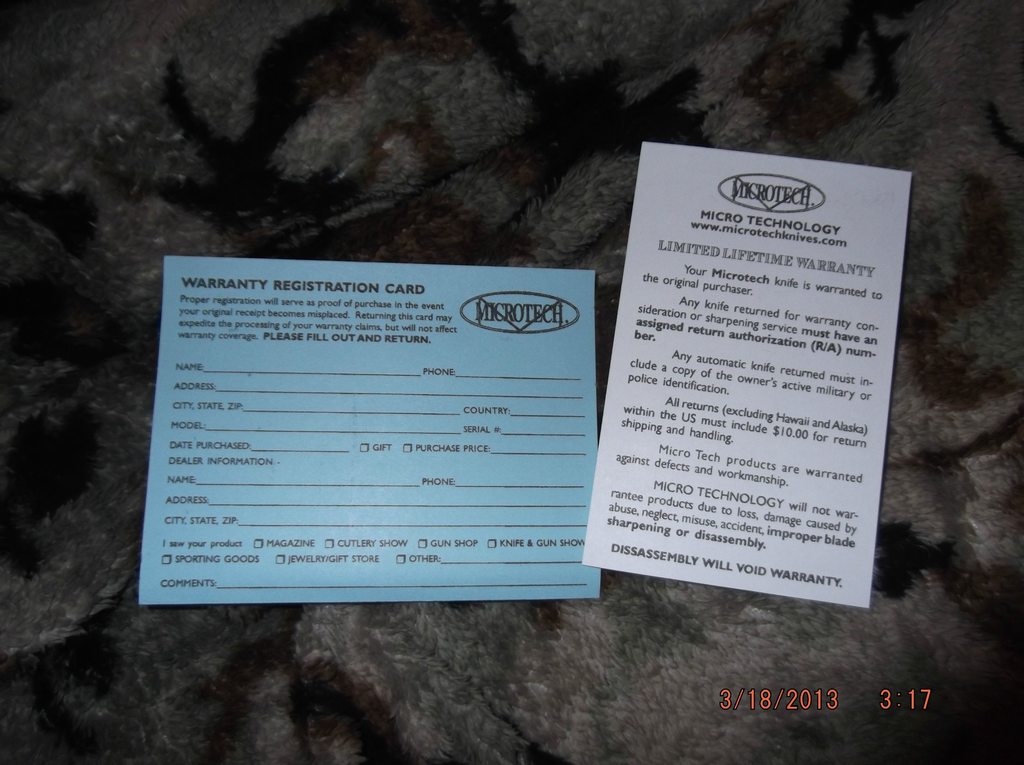 WARRANTY REGISTRATION CARD
Proper registration will serve as proof of purchase in the event
your original receipt becomes misplaced. Returning this card may
expedite the processing of your warranty claims, but will not affect
warranty coverage. PLEASE FILL OUT AND RETURN.
MICROTECH.
NAME: PHONE:
ADDRESS:
CITY, STATE, ZIP: COUNTRY:
MODEL: SERIAL #:
DATE PURCHASED: GIFT PURCHASE PRICE:
DEALER INFORMATION: -
NAME: PHONE:
ADDRESS:
CITY, STATE, ZIP:
I saw your product MAGAZINE CUTLERY SHOW GUN SHOP KNIFE & GUN SHOW
SPORTING GOODS JEWELRY/GIFT STORE OTHER:
COMMENTS:
MICROTECH.
MICRO TECHNOLOGY
www.microtechknives.com
LIMITED LIFETIME WARRANTY
Your Microtech knife is warranted to
the original purchaser.
Any knife returned for warranty con-
sideration or sharpening service must have an
assigned return authorization (R/A) num-
ber.
Any automatic knife returned must in-
clude a copy of the owner's active military or
police identification.
All returns (excluding Hawaii and Alaska)
within the US must include $10.00 for return
shipping and handling.
Micro Tech products are warranted
against defects and workmanship.
MICRO TECHNOLOGY will not war-
rantee products due to loss, damage caused by
abuse, neglect, misuse, accident, improper blade
sharpening or disassembly.
DISSASSEMBLY WILL VOID WARRANTY.
3/18/2013 3:17